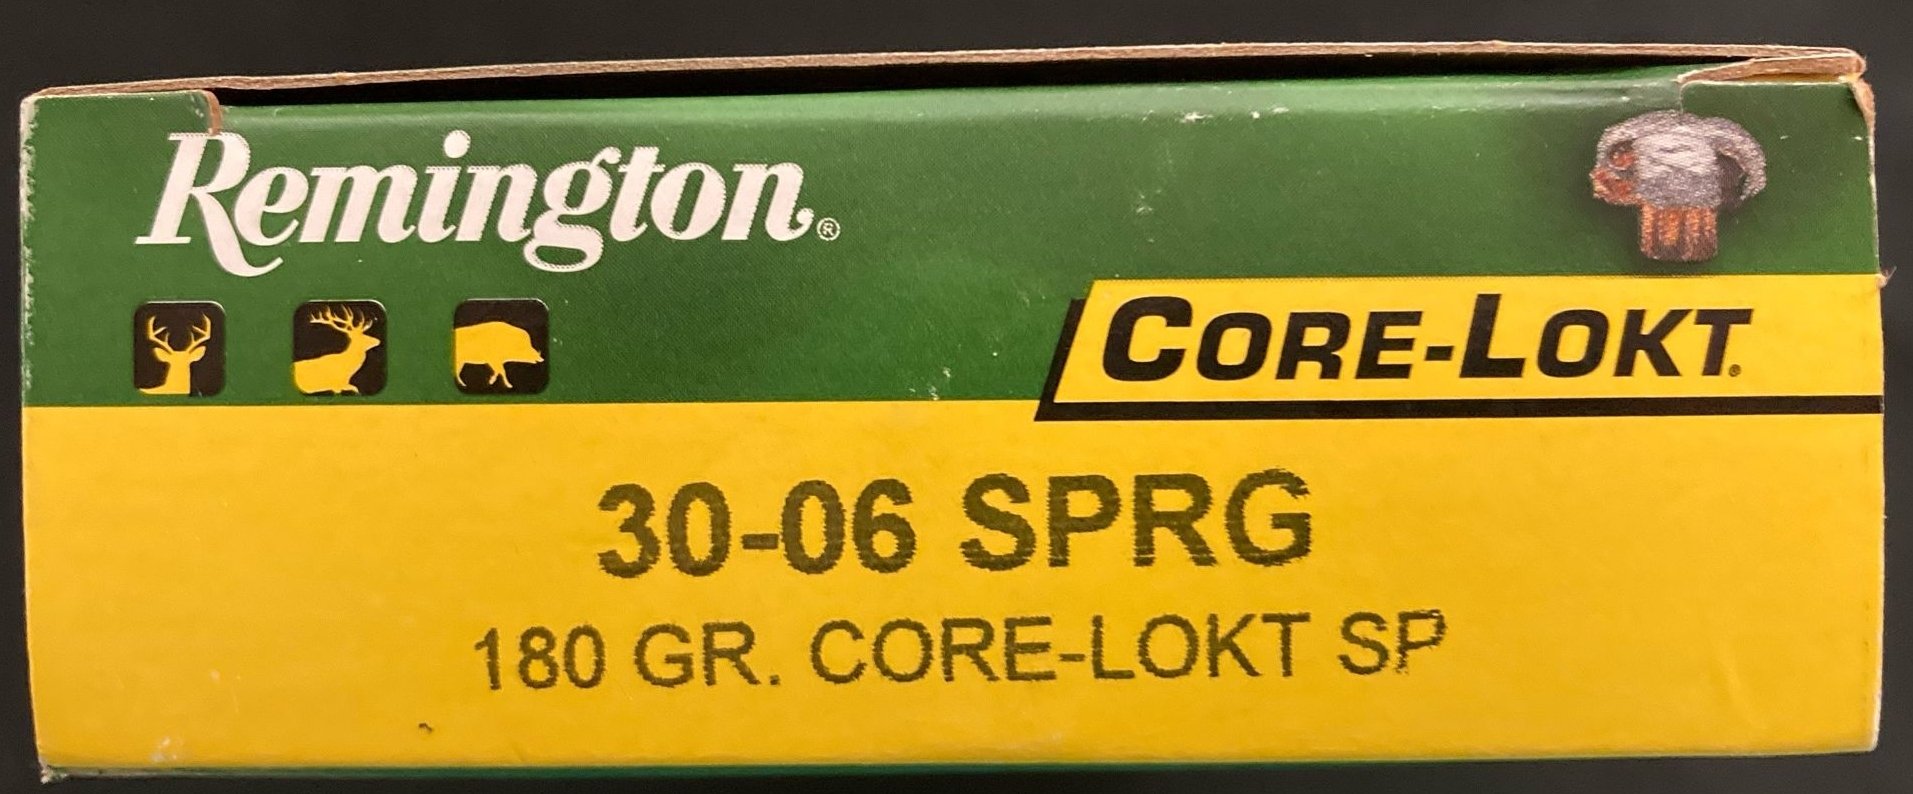 Remington®
CORE-LOKT®
30-06 SPRG
180 GR. CORE-LOKT SP